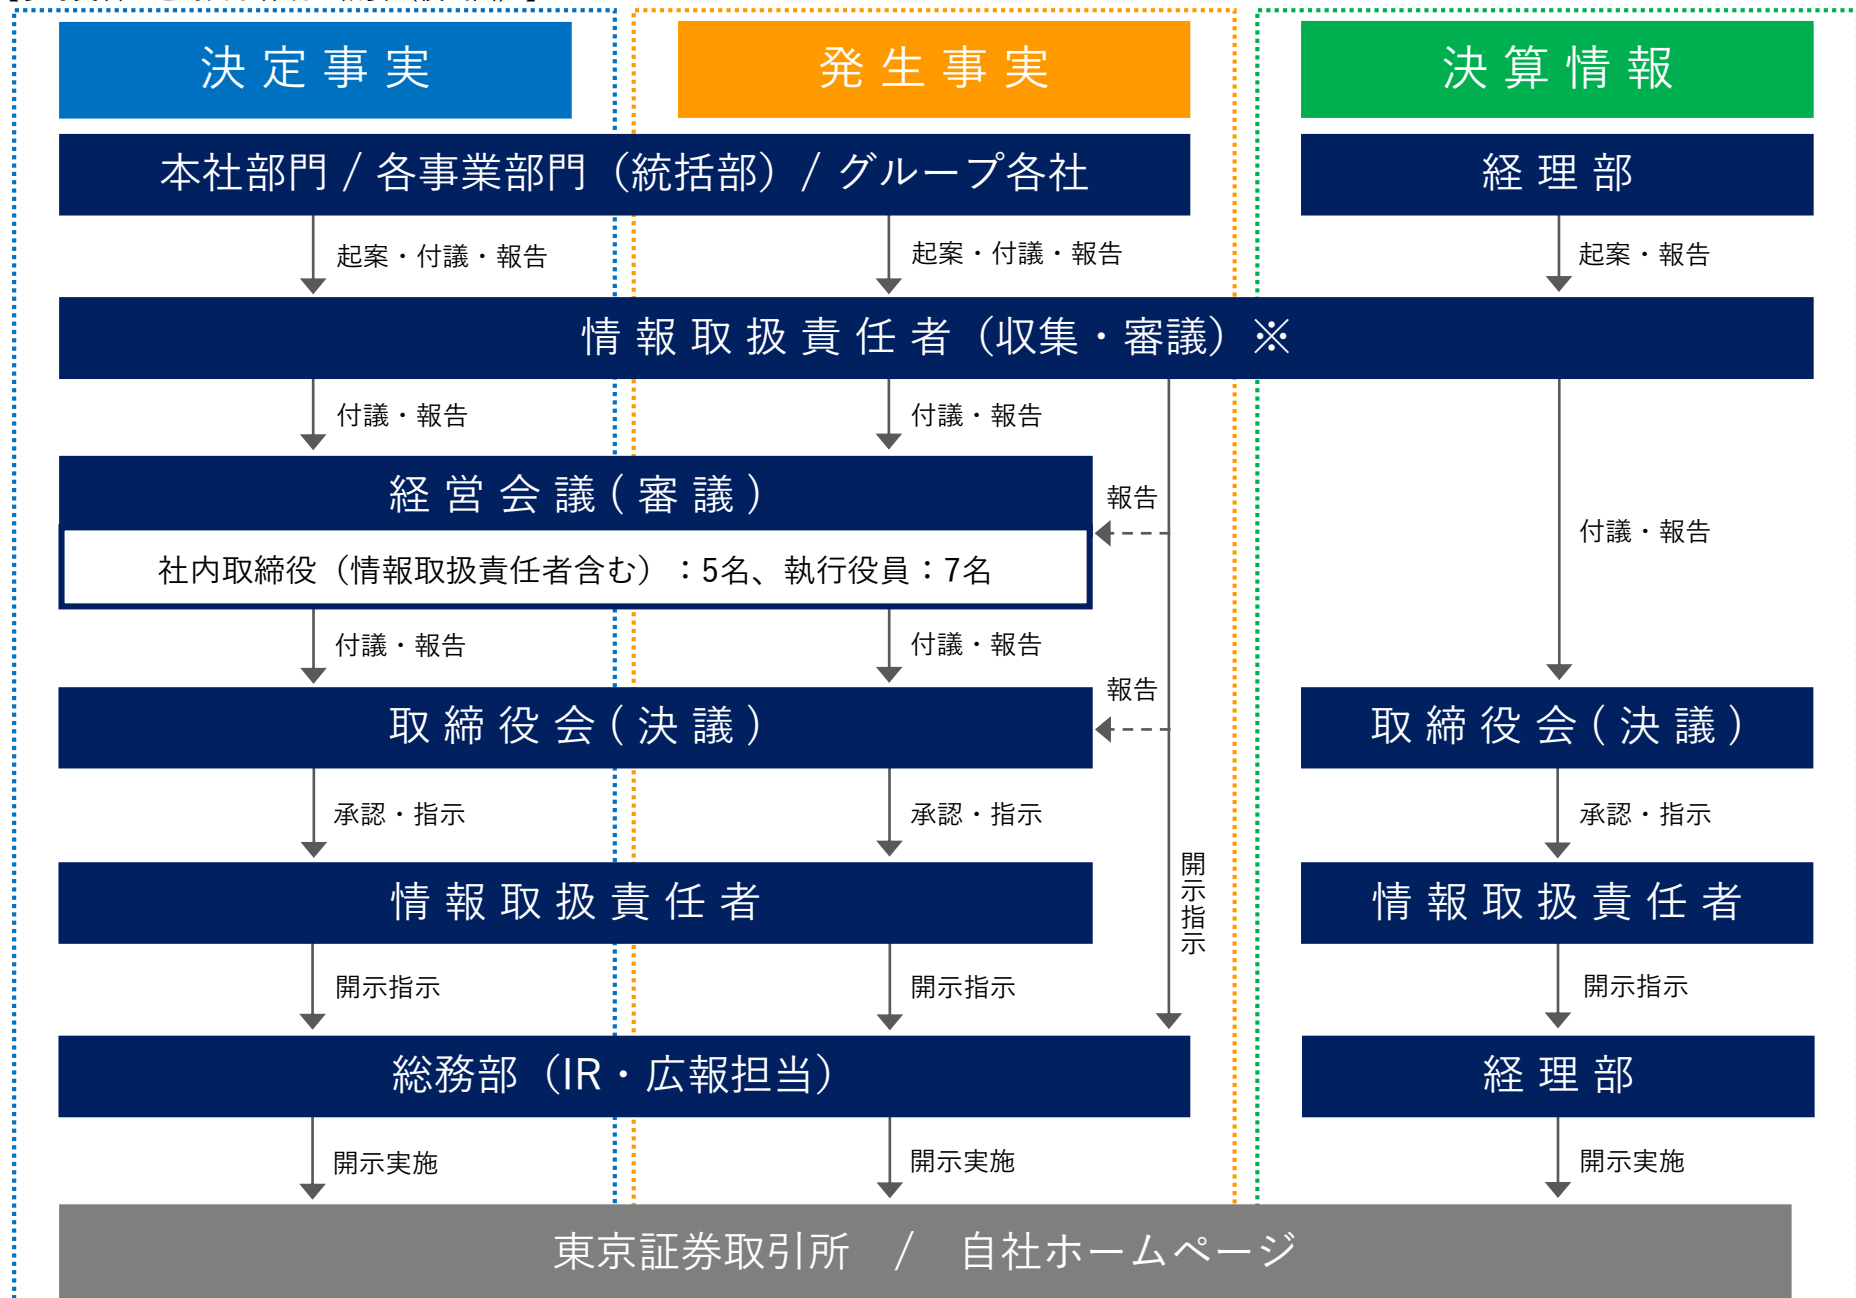 決定事実
発生事実
決算情報
本社部門 / 各事業部門（統括部）/ グループ各社
経理部
起案・付議・報告
起案・付議・報告
起案・報告
情報取扱責任者（収集・審議）※
付議・報告
付議・報告
経営会議(審議)
報告
付議・報告
社内取締役（情報取扱責任者含む）：5名、執行役員：7名
付議・報告
付議・報告
報告
取締役会(決議)
取締役会(決議)
承認・指示
承認・指示
承認・指示
開示指示
情報取扱責任者
情報取扱責任者
開示指示
開示指示
開示指示
総務部（IR・広報担当）
経理部
開示実施
開示実施
開示実施
東京証券取引所 / 自社ホームページ